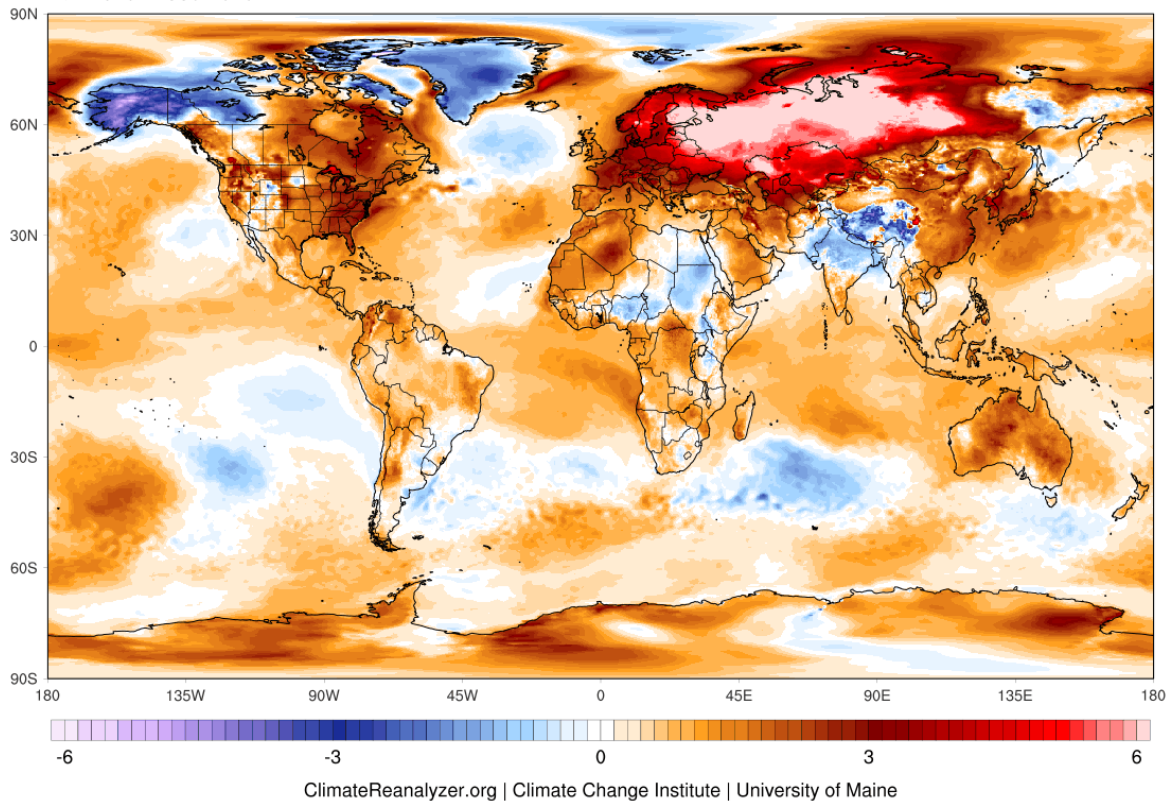 90N
60N
30N
0
30S
60S
90S
180 135W 90W 45W 0 45E 90E 135E 180
-6 -3 0 3 6
ClimateReanalyzer.org | Climate Change Institute | University of Maine